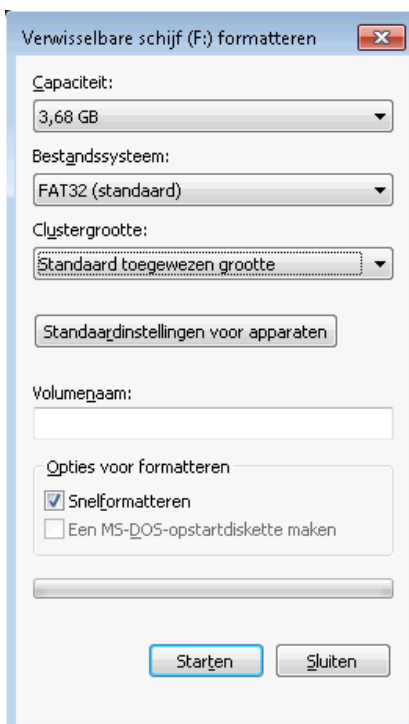 Verwisselbare schijf (F:) formatteren
Capaciteit:
3,68 GB
Bestandssysteem:
FAT32 (standaard)
Clustergrootte:
Standaard toegewezen grootte
Standaardinstellingen voor apparaten
Volumenaam:
Opties voor formatteren
Snelformatteren
Een MS-DOS-opstartdiskette maken
Starten Sluiten